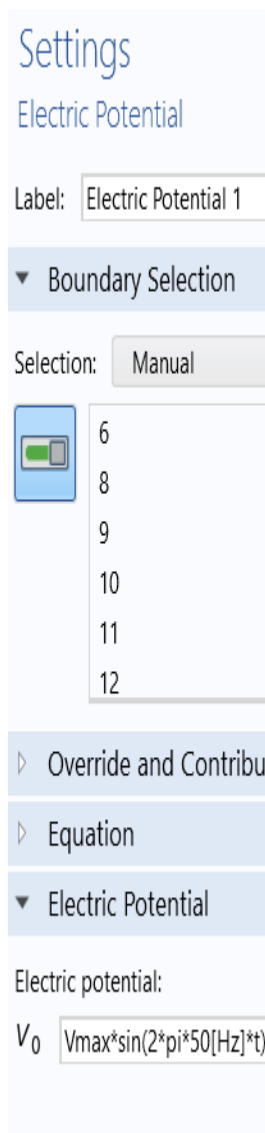 Settings
Electric Potential
Label: Electric Potential 1
Boundary Selection
Selection: Manual
6
8
9
10
11
12
Override and Contribu
Equation
Electric Potential
Electric potential:
V0 Vmax*sin(2*pi*50[Hz]*t)